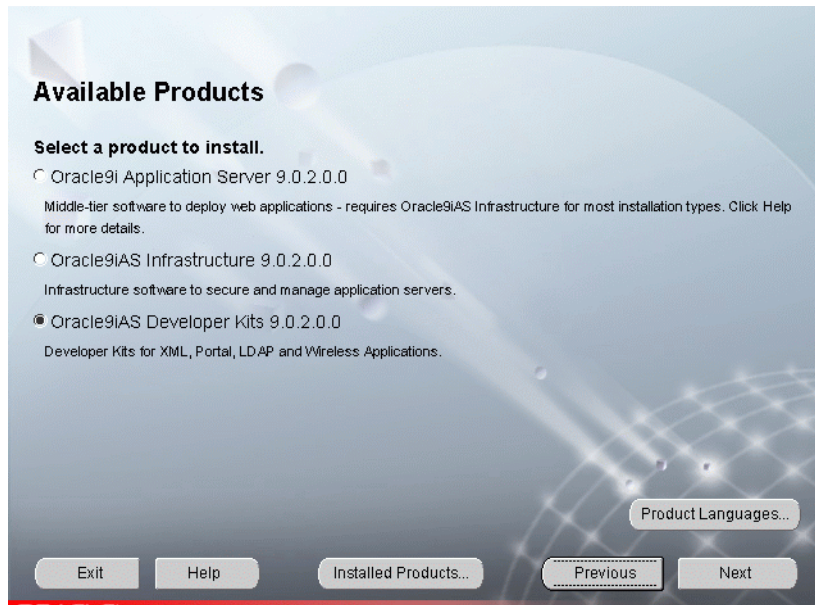 Available Products
Select a product to install.
Oracle9i Application Server 9.0.2.0.0
Middle-tier software to deploy web applications - requires Oracle9iAS Infrastructure for most installation types. Click Help
for more details.
Oracle9iAS Infrastructure 9.0.2.0.0
Infrastructure software to secure and manage application servers.
Oracle9iAS Developer Kits 9.0.2.0.0
Developer Kits for XML, Portal, LDAP and Wireless Applications.
Product Languages...
Exit
Help
Installed Products...
Previous
Next